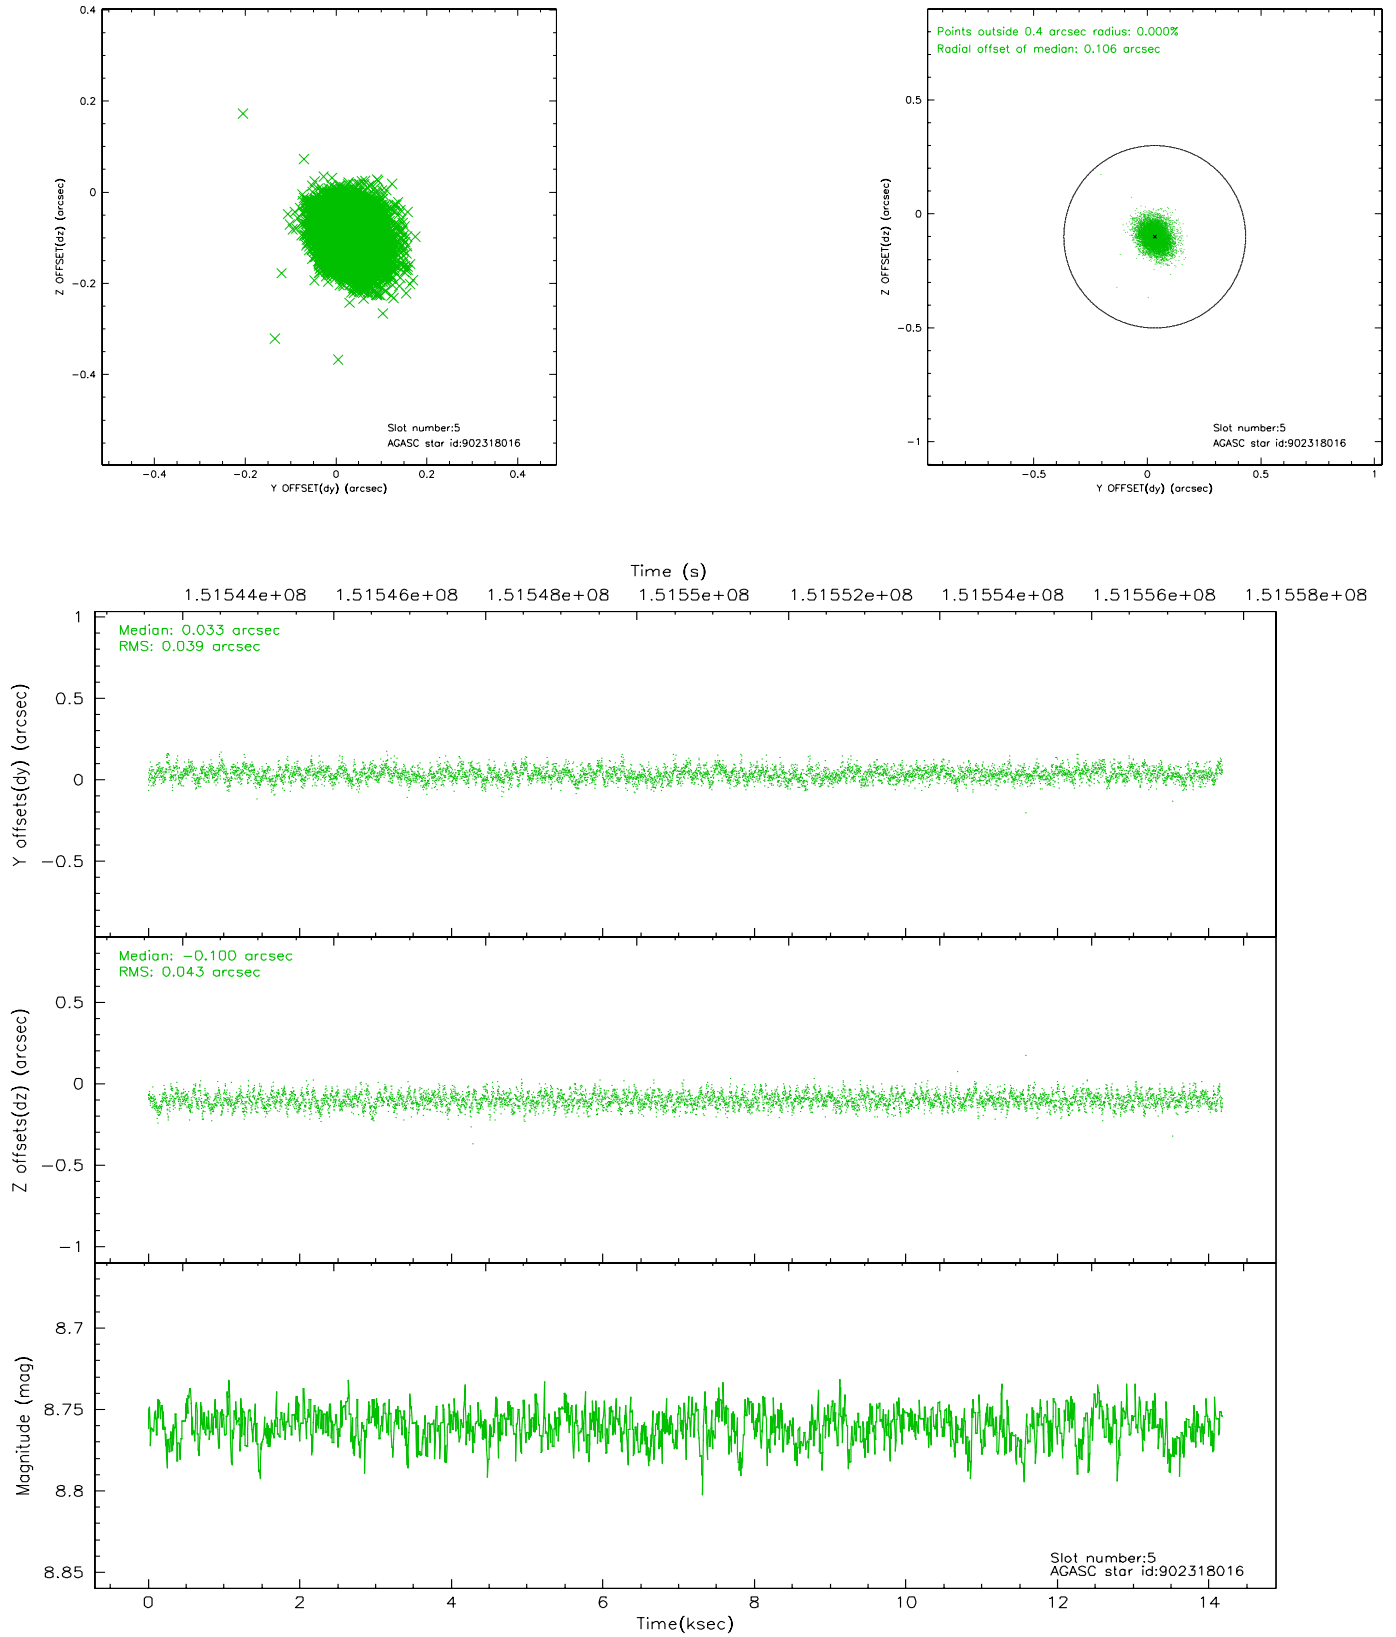 0.4
0.2
0
−0.2
−0.4
Z OFFSET(dz) (arcsec)
Slot number:5
AGASC star id:902318016
−0.4 −0.2 0 0.2 0.4
Y OFFSET(dy) (arcsec)
Points outside 0.4 arcsec radius: 0.000%
Radial offset of median: 0.106 arcsec
0.5
0
−0.5
−1
Z OFFSET(dz) (arcsec)
Slot number:5
AGASC star id:902318016
−0.5 0 0.5 1
Y OFFSET(dy) (arcsec)
Time (s)
1.51544e+08 1.51546e+08 1.51548e+08 1.5155e+08 1.51552e+08 1.51554e+08 1.51556e+08 1.51558e+08
Median: 0.033 arcsec
RMS: 0.039 arcsec
1
0.5
0
−0.5
Y offsets(dy) (arcsec)
Median: −0.100 arcsec
RMS: 0.043 arcsec
0.5
0
−0.5
−1
Z offsets(dz) (arcsec)
8.7
8.75
8.8
8.85
Magnitude (mag)
Slot number:5
AGASC star id:902318016
0 2 4 6 8 10 12 14
Time(ksec)